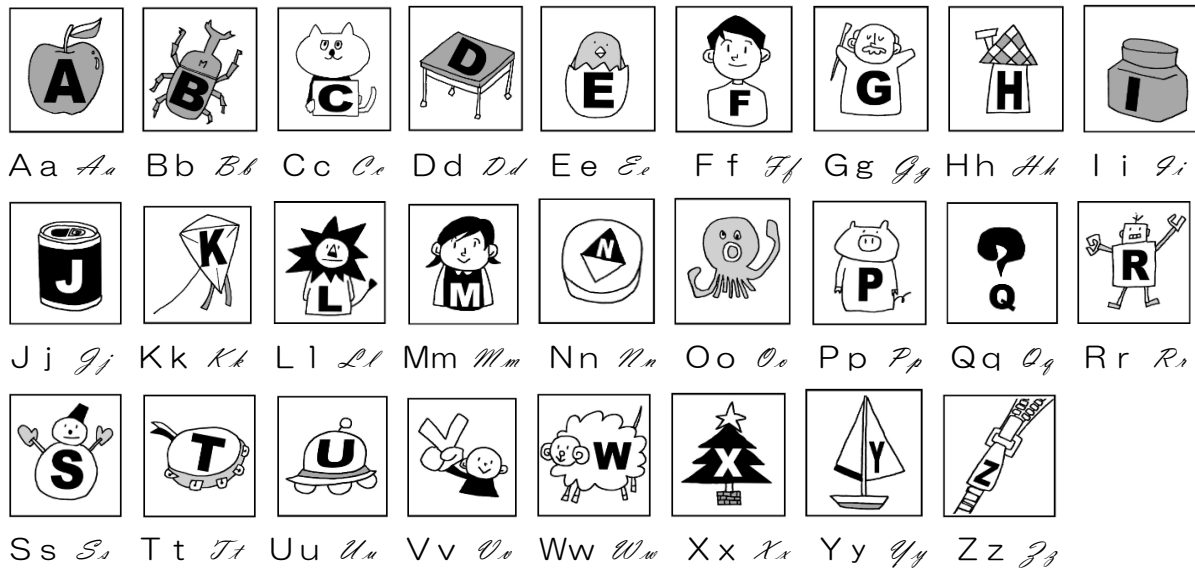 A B C D E F G H I
Aa Aa Bb Bb Cc Cc Dd Dd Ee Ee Ff Ff Gg Gg Hh Hh Ii Ii
J K L M N O P Q R
Jj Jj Kk Kk Ll Ll Mm Mm Nn Nn Oo Oo Pp Pp Qq Qq Rr Rr
S T U V W X Y Z
Ss Ss Tt Tt Uu Uu Vv Vv Ww Ww Xx Xx Yy Yy Zz Zz